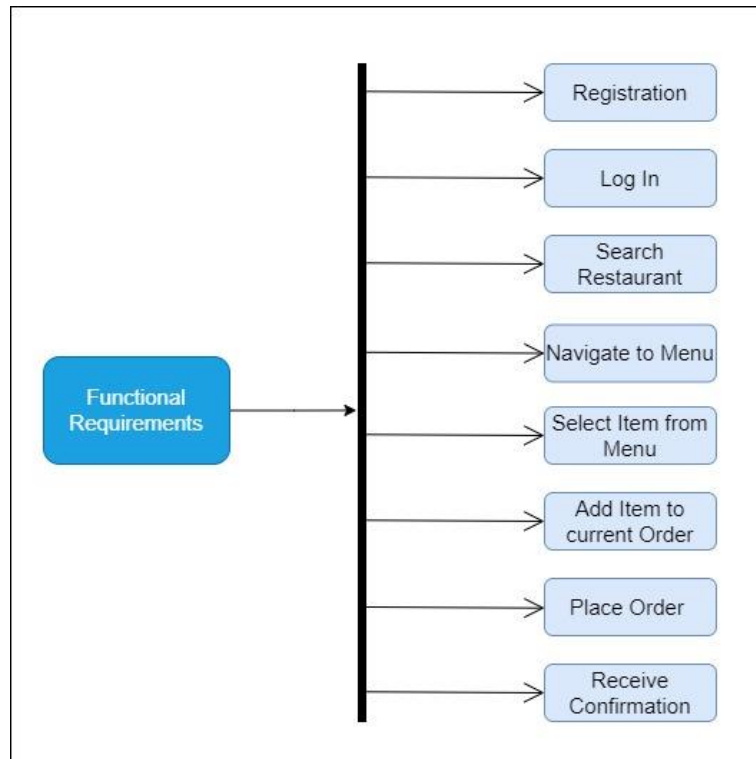 Registration
Log In
Search
Restaurant
Navigate to Menu
Functional
Requirements
Select Item from
Menu
Add Item to
current Order
Place Order
Receive
Confirmation